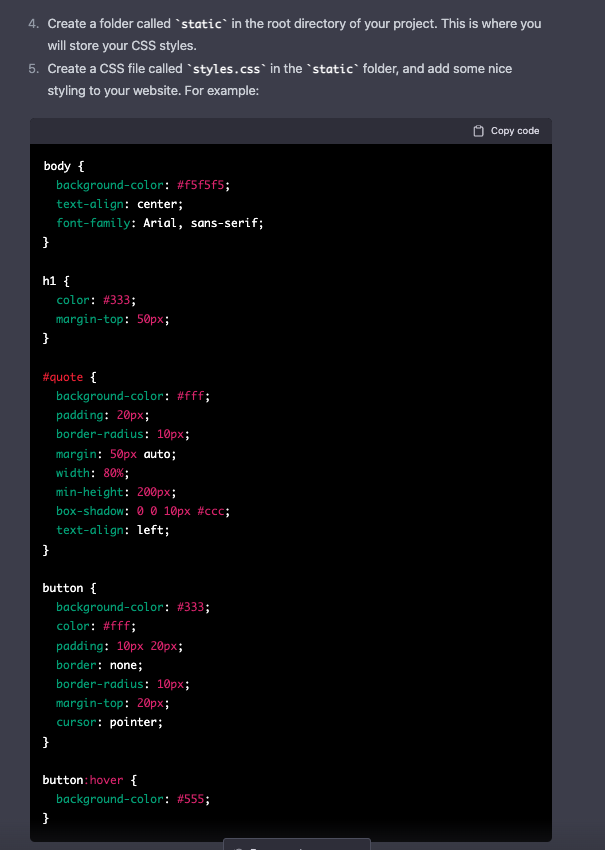 4. Create a folder called `static` in the root directory of your project. This is where you
will store your CSS styles.
5. Create a CSS file called `styles.css` in the `static` folder, and add some nice
styling to your website. For example:
Copy code
body {
  background-color: #f5f5f5;
  text-align: center;
  font-family: Arial, sans-serif;
}
h1 {
  color: #333;
  margin-top: 50px;
}
#quote {
  background-color: #fff;
  padding: 20px;
  border-radius: 10px;
  margin: 50px auto;
  width: 80%;
  min-height: 200px;
  box-shadow: 0 0 10px #ccc;
  text-align: left;
}
button {
  background-color: #333;
  color: #fff;
  padding: 10px 20px;
  border: none;
  border-radius: 10px;
  margin-top: 20px;
  cursor: pointer;
}
button:hover {
  background-color: #555;
}